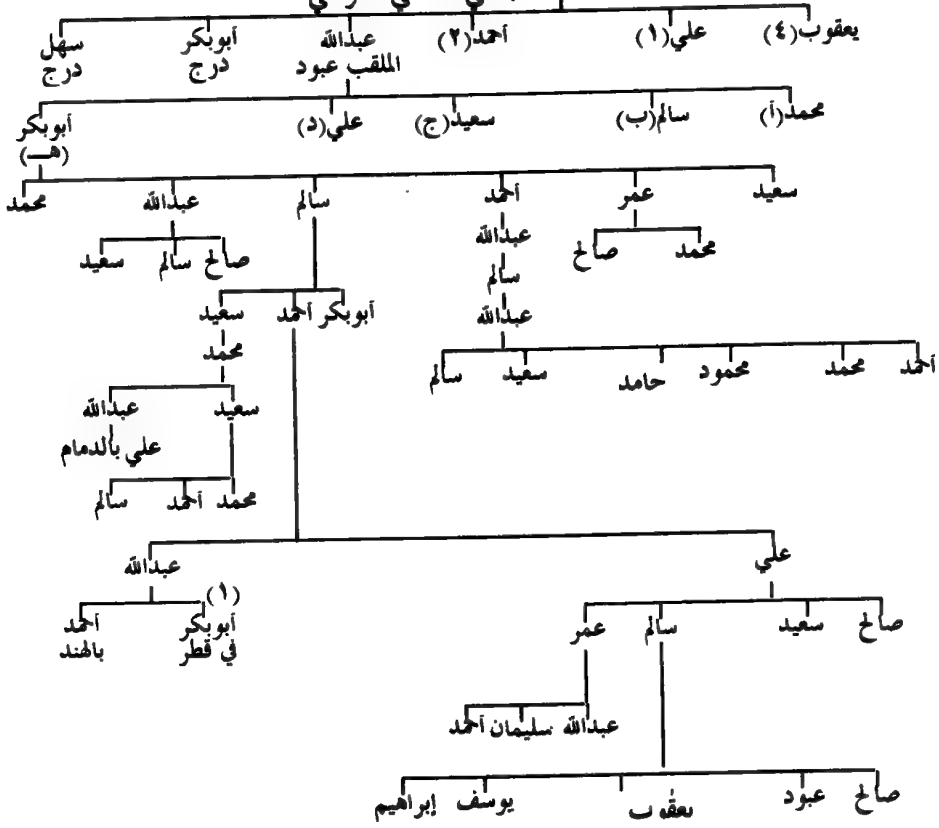 يعقوب (٤) علي (١) أحمد (٢) عبدالله أبوبكر سهل
الملقب عبود درج درج
محمد (أ) سالم (ب) سعيد (ج) علي (د) أبوبكر
(هـ)
سعيد عمر أحمد سالم عبدالله محمد
محمد صالح عبدالله صالح سالم سعيد
سالم
أبوبكر أحمد سعيد
عبدالله
محمد
أحمد محمد محمود حامد سعيد سالم
سعيد عبدالله
علي بالدمام
محمد أحمد سالم
علي عبدالله
(١)
صالح سعيد سالم عمر أبوبكر أحمد
في قطر بالهند
عبدالله سليمان أحمد
صالح عبود يعقوب يوسف إبراهيم